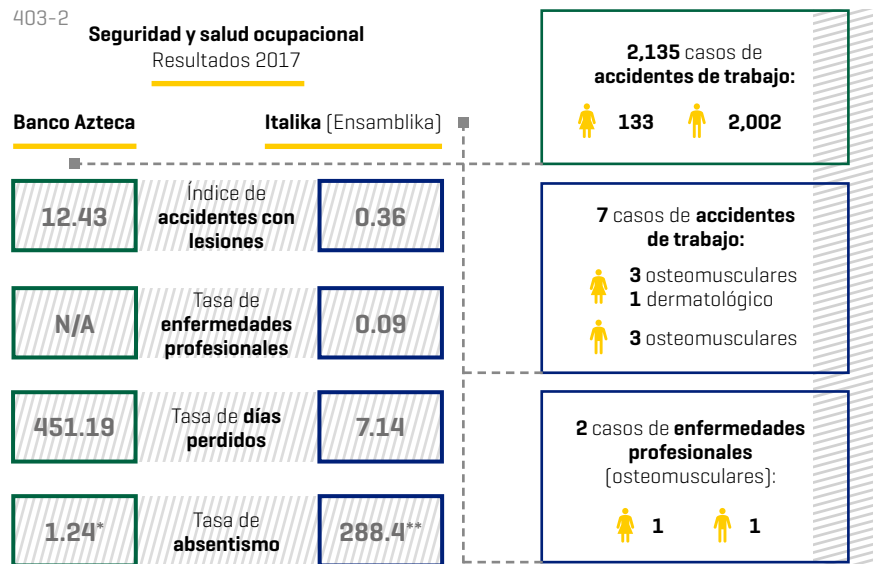 403-2
Seguridad y salud ocupacional
Resultados 2017
Banco Azteca
Italika (Ensamblika)
12.43
Índice de
accidentes con
lesiones
0.36
N/A
Tasa de
enfermedades
profesionales
0.09
451.19
Tasa de días
perdidos
7.14
1.24*
Tasa de
absentismo
288.4**
2,135 casos de
accidentes de trabajo:
133 2,002
7 casos de accidentes
de trabajo:
3 osteomusculares
1 dermatológico
3 osteomusculares
2 casos de enfermedades
profesionales
(osteomusculares):
1 1